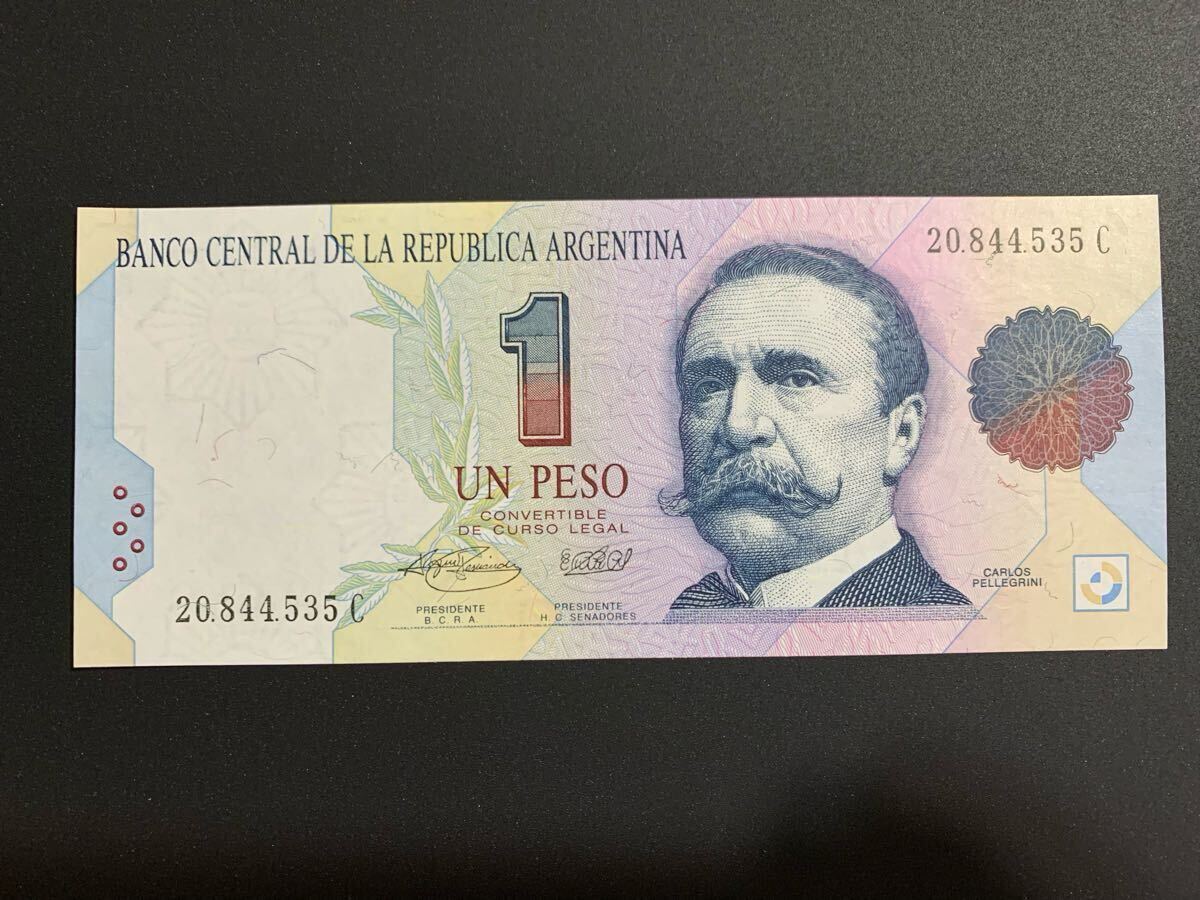 BANCO CENTRAL DE LA REPUBLICA ARGENTINA
20.844.535 C
1
UN PESO
CONVERTIBLE
DE CURSO LEGAL
PRESIDENTE
B. C. R. A.
PRESIDENTE
H. C. SENADORES
CARLOS
PELLEGRINI
20.844.535 C